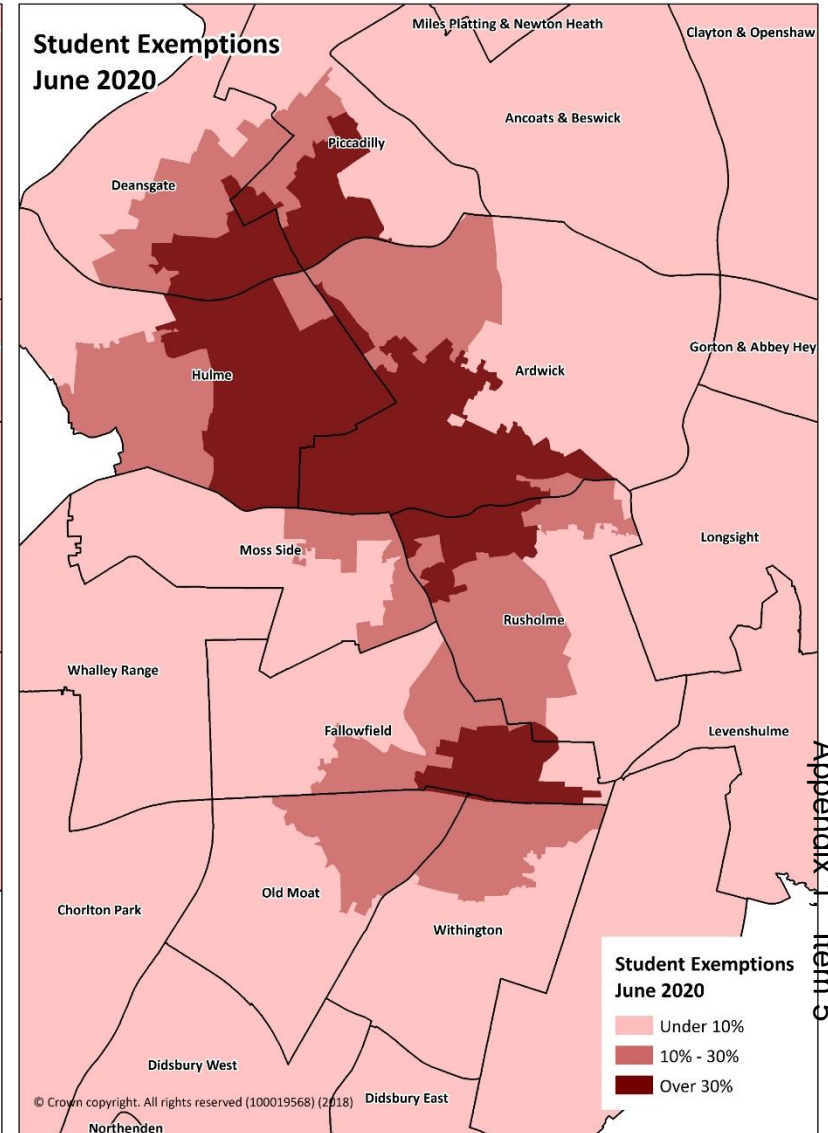 Student Exemptions
June 2020
Miles Platting & Newton Heath
Clayton & Openshaw
Ancoats & Beswick
Piccadilly
Deansgate
Gorton & Abbey Hey
Ardwick
Hulme
Longsight
Moss Side
Rusholme
Whalley Range
Fallowfield
Levenshulme
Old Moat
Chorlton Park
Withington
Didsbury West
Didsbury East
Northenden
© Crown copyright. All rights reserved (100019568) (2018)
Student Exemptions
June 2020
Under 10%
10% - 30%
Over 30%
Appendix 1, Item 5